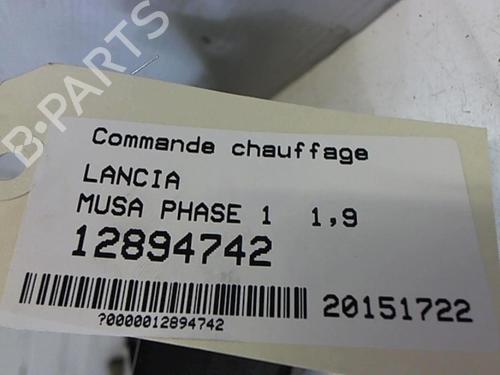 B-PARTS
Commande chauffage
LANCIA
MUSA PHASE 1 1,9
12894742
20151722
?0000012894742